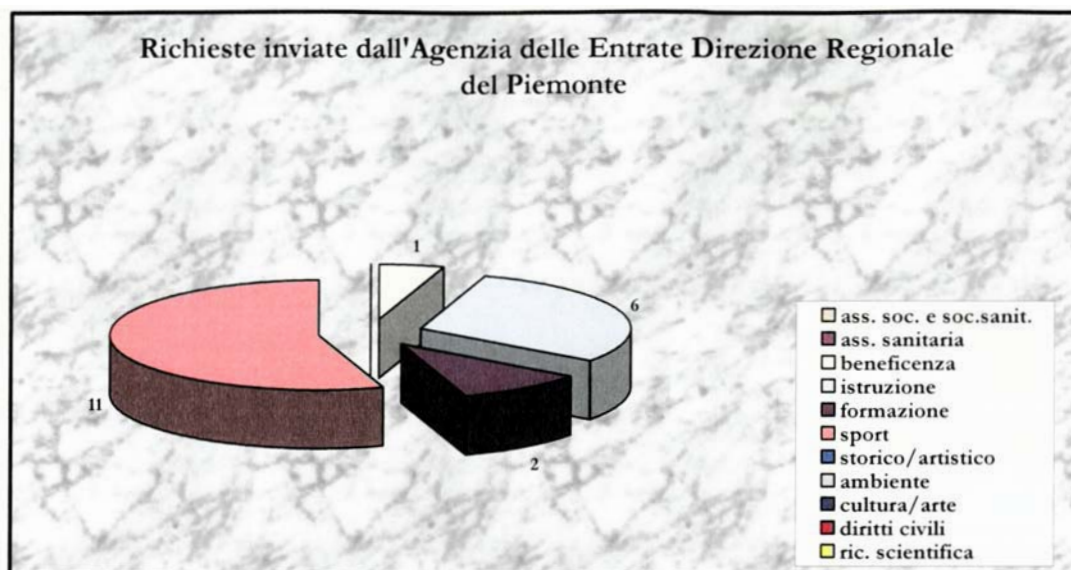 Richieste inviate dall'Agenzia delle Entrate Direzione Regionale
del Piemonte
1
6
11
2
ass. soc. e soc.sanit.
ass. sanitaria
beneficenza
istruzione
formazione
sport
storico/artistico
ambiente
cultura/arte
diritti civili
ric. scientifica